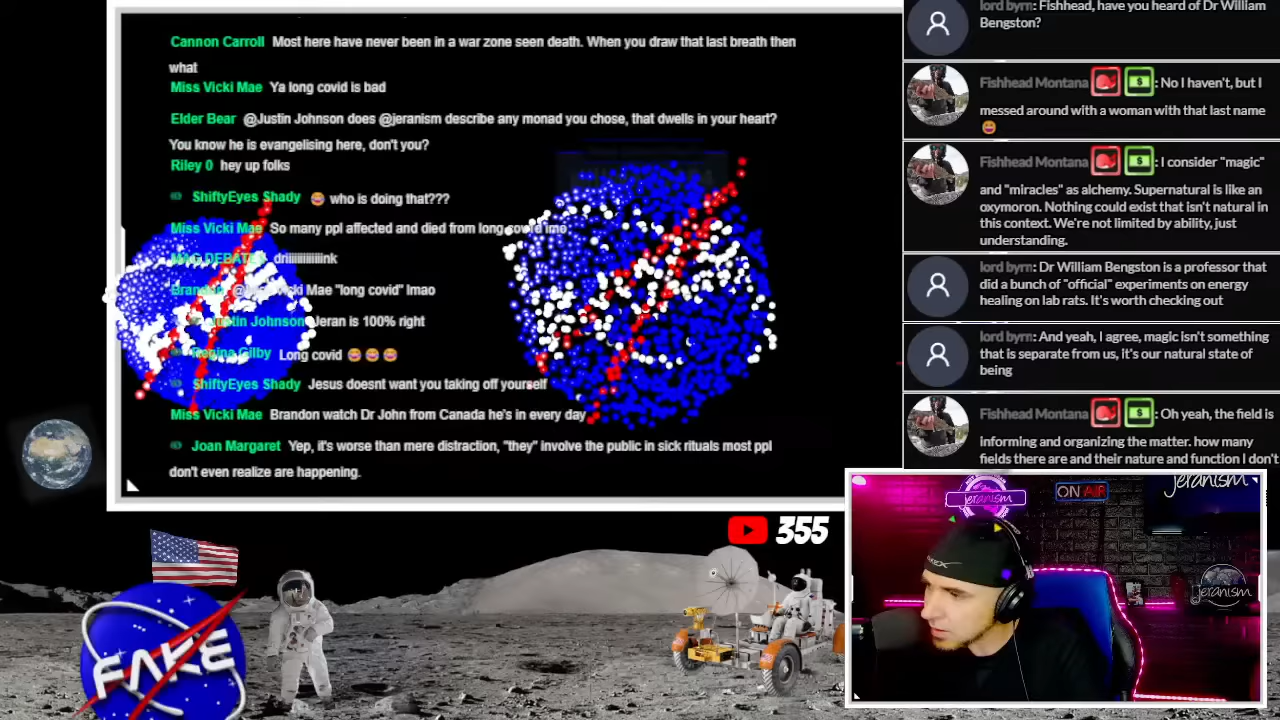 Cannon Carroll Most here have never been in a war zone seen death. When you draw that last breath then
what
Miss Vicki Mae Ya long covid is bad
Elder Bear @Justin Johnson does @jeranism describe any monad you chose, that dwells in your heart?
You know he is evangelising here, don't you?
Riley 0 hey up folks
ShiftyEyes Shady 😂 who is doing that???
Miss Vicki Mae So many ppl affected and died from long covid imo
driiiiiiiiiiiiink
Mae "long covid" lmao
Justin Johnson Jeran is 100% right
Long covid 😂😂😂
ShiftyEyes Shady Jesus doesnt want you taking off yourself
Miss Vicki Mae Brandon watch Dr John from Canada he's in every day
Joan Margaret Yep, it's worse than mere distraction, "they" involve the public in sick rituals most ppl
don't even realize are happening.
lord byrn: Fishhead, have you heard of Dr William
Bengston?
Fishhead Montana : No I haven't, but I
messed around with a woman with that last name
😆
Fishhead Montana : I consider "magic"
and "miracles" as alchemy. Supernatural is like an
oxymoron. Nothing could exist that isn't natural in
this context. We're not limited by ability, just
understanding.
lord byrn: Dr William Bengston is a professor that
did a bunch of "official" experiments on energy
healing on lab rats. It's worth checking out
lord byrn: And yeah, I agree, magic isn't something
that is separate from us, it's our natural state of
being
Fishhead Montana : Oh yeah, the field is
informing and organizing the matter. how many
fields there are and their nature and function I don't
355
FAKE
jeranism
ON AIR
jeranism
jeranism